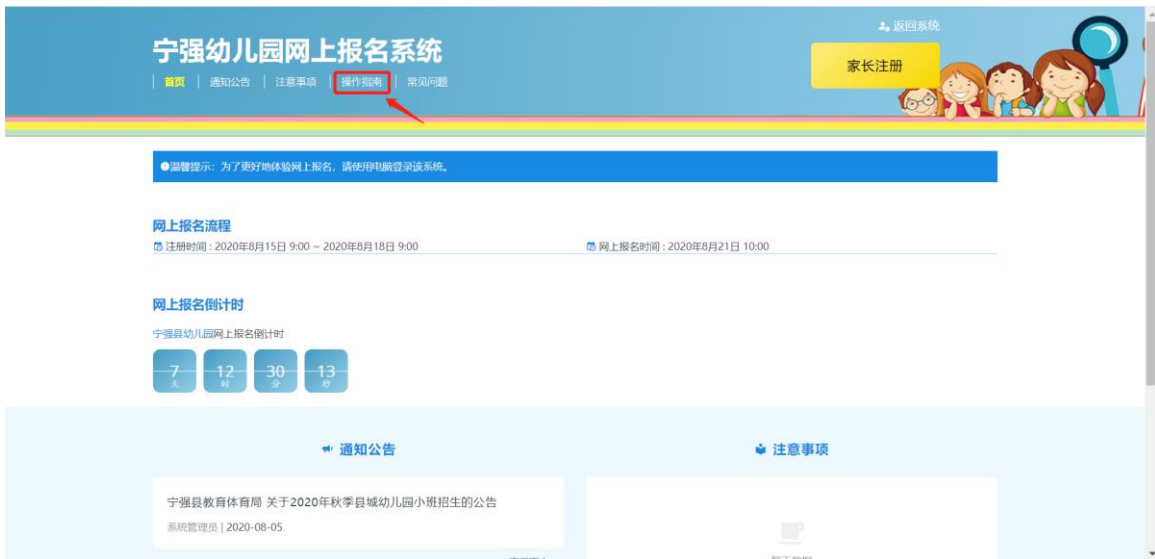 返回系统
宁强幼儿园网上报名系统
家长注册
首页 | 通知公告 | 注意事项 | 操作指南 | 常见问题
温馨提示：为了更好地体验网上报名，请使用电脑登录该系统。
网上报名流程
注册时间 : 2020年8月15日 9:00 ~ 2020年8月18日 9:00
网上报名时间 : 2020年8月21日 10:00
网上报名倒计时
宁强县幼儿园网上报名倒计时
7 12 30 13
天 时 分 秒
通知公告
注意事项
宁强县教育体育局 关于2020年秋季县城幼儿园小班招生的公告
系统管理员 | 2020-08-05